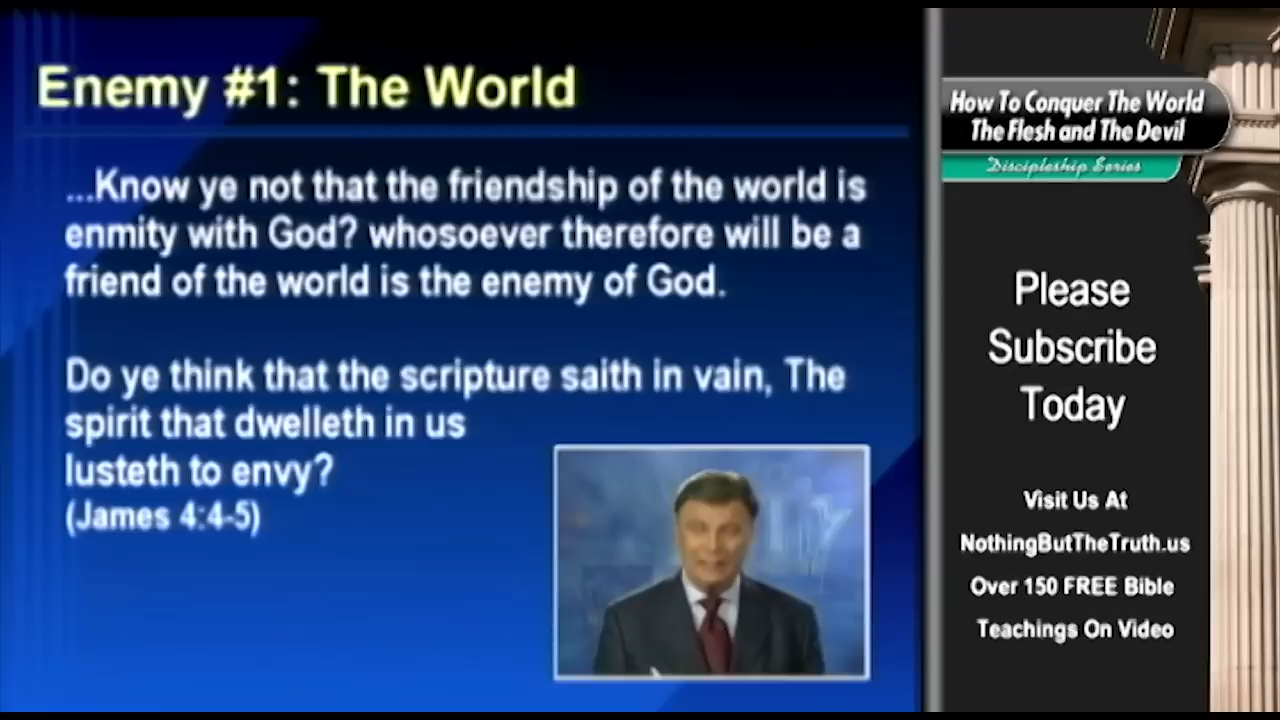 Enemy #1: The World
...Know ye not that the friendship of the world is
enmity with God? whosoever therefore will be a
friend of the world is the enemy of God.
Do ye think that the scripture saith in vain, The
spirit that dwelleth in us
lusteth to envy?
(James 4:4-5)
How To Conquer The World
The Flesh and The Devil
Discipleship Series
Please
Subscribe
Today
Visit Us At
NothingButTheTruth.us
Over 150 FREE Bible
Teachings On Video